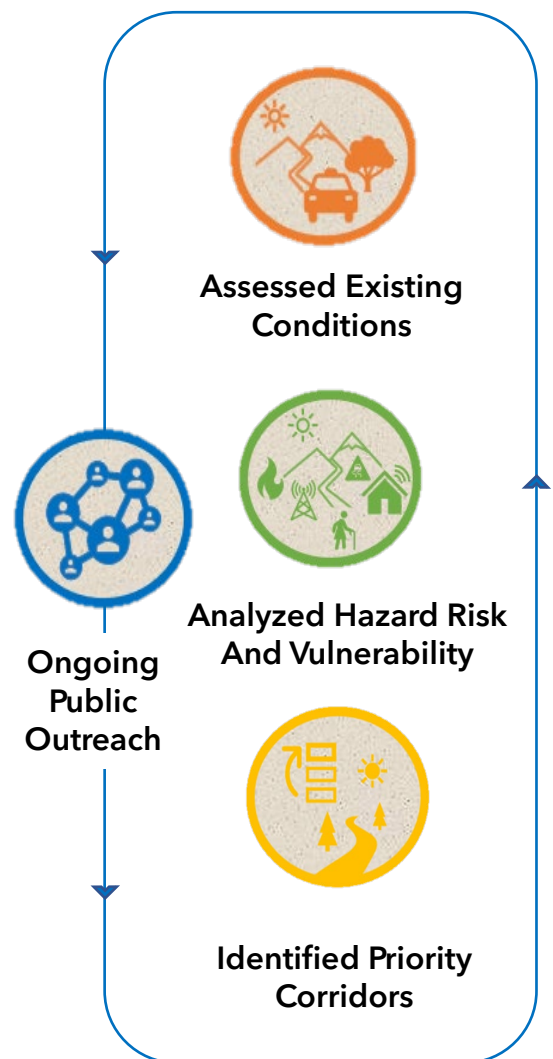 Assessed Existing
Conditions
Analyzed Hazard Risk
And Vulnerability
Ongoing
Public
Outreach
Identified Priority
Corridors